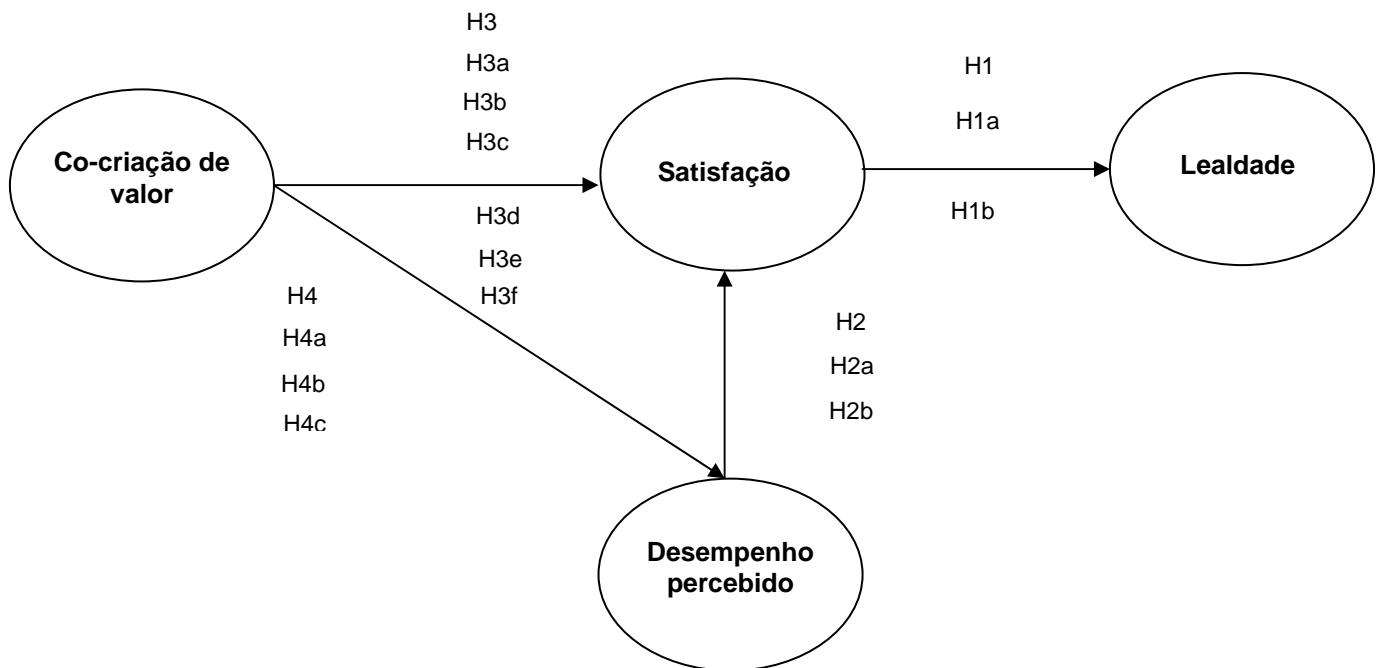 H3
H3a
H3b
H3c
H1
H1a
Co-criação de
valor
Satisfação
Lealdade
H3d
H3e
H3f
H1b
H4
H4a
H4b
H4c
H2
H2a
H2b
Desempenho
percebido